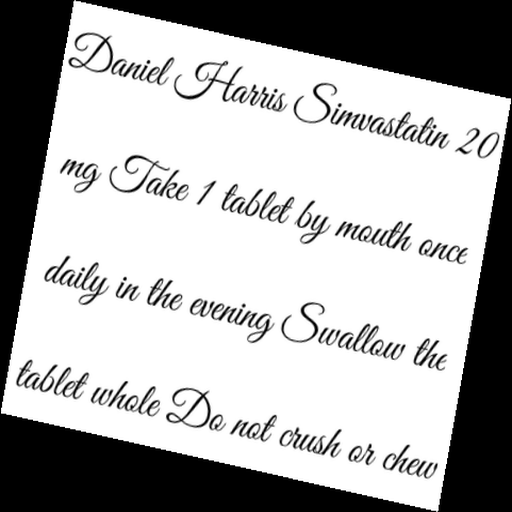 Daniel Harris Simvastatin 20
mg Take 1 tablet by mouth once
daily in the evening Swallow the
tablet whole Do not crush or chew